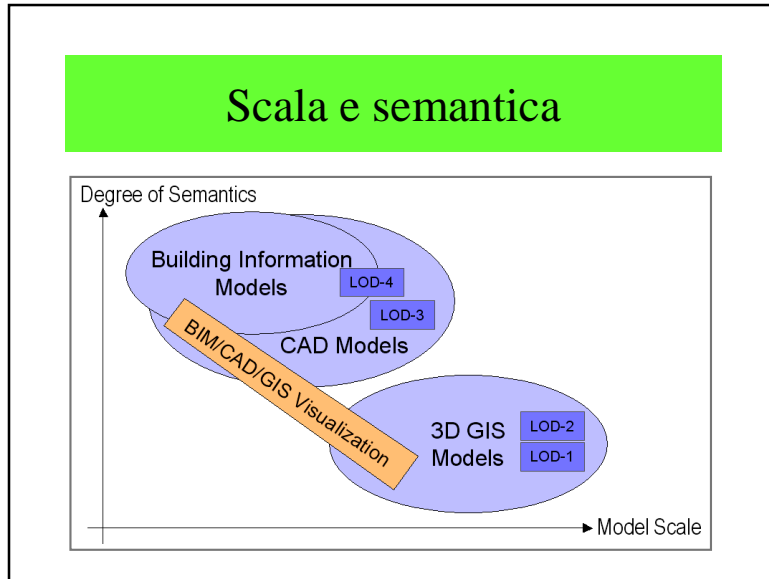 Scala e semantica
Degree of Semantics
Building Information
Models
LOD-4
LOD-3
CAD Models
BIM/CAD/GIS Visualization
3D GIS
Models
LOD-2
LOD-1
Model Scale